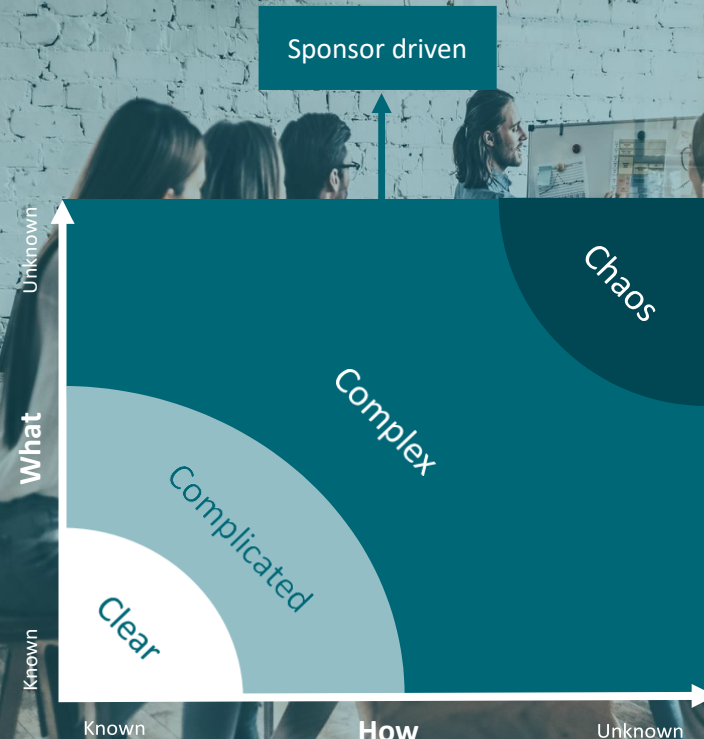 Sponsor driven
Unknown
Chaos
Complex
What
Complicated
Clear
Known
Known
How
Unknown